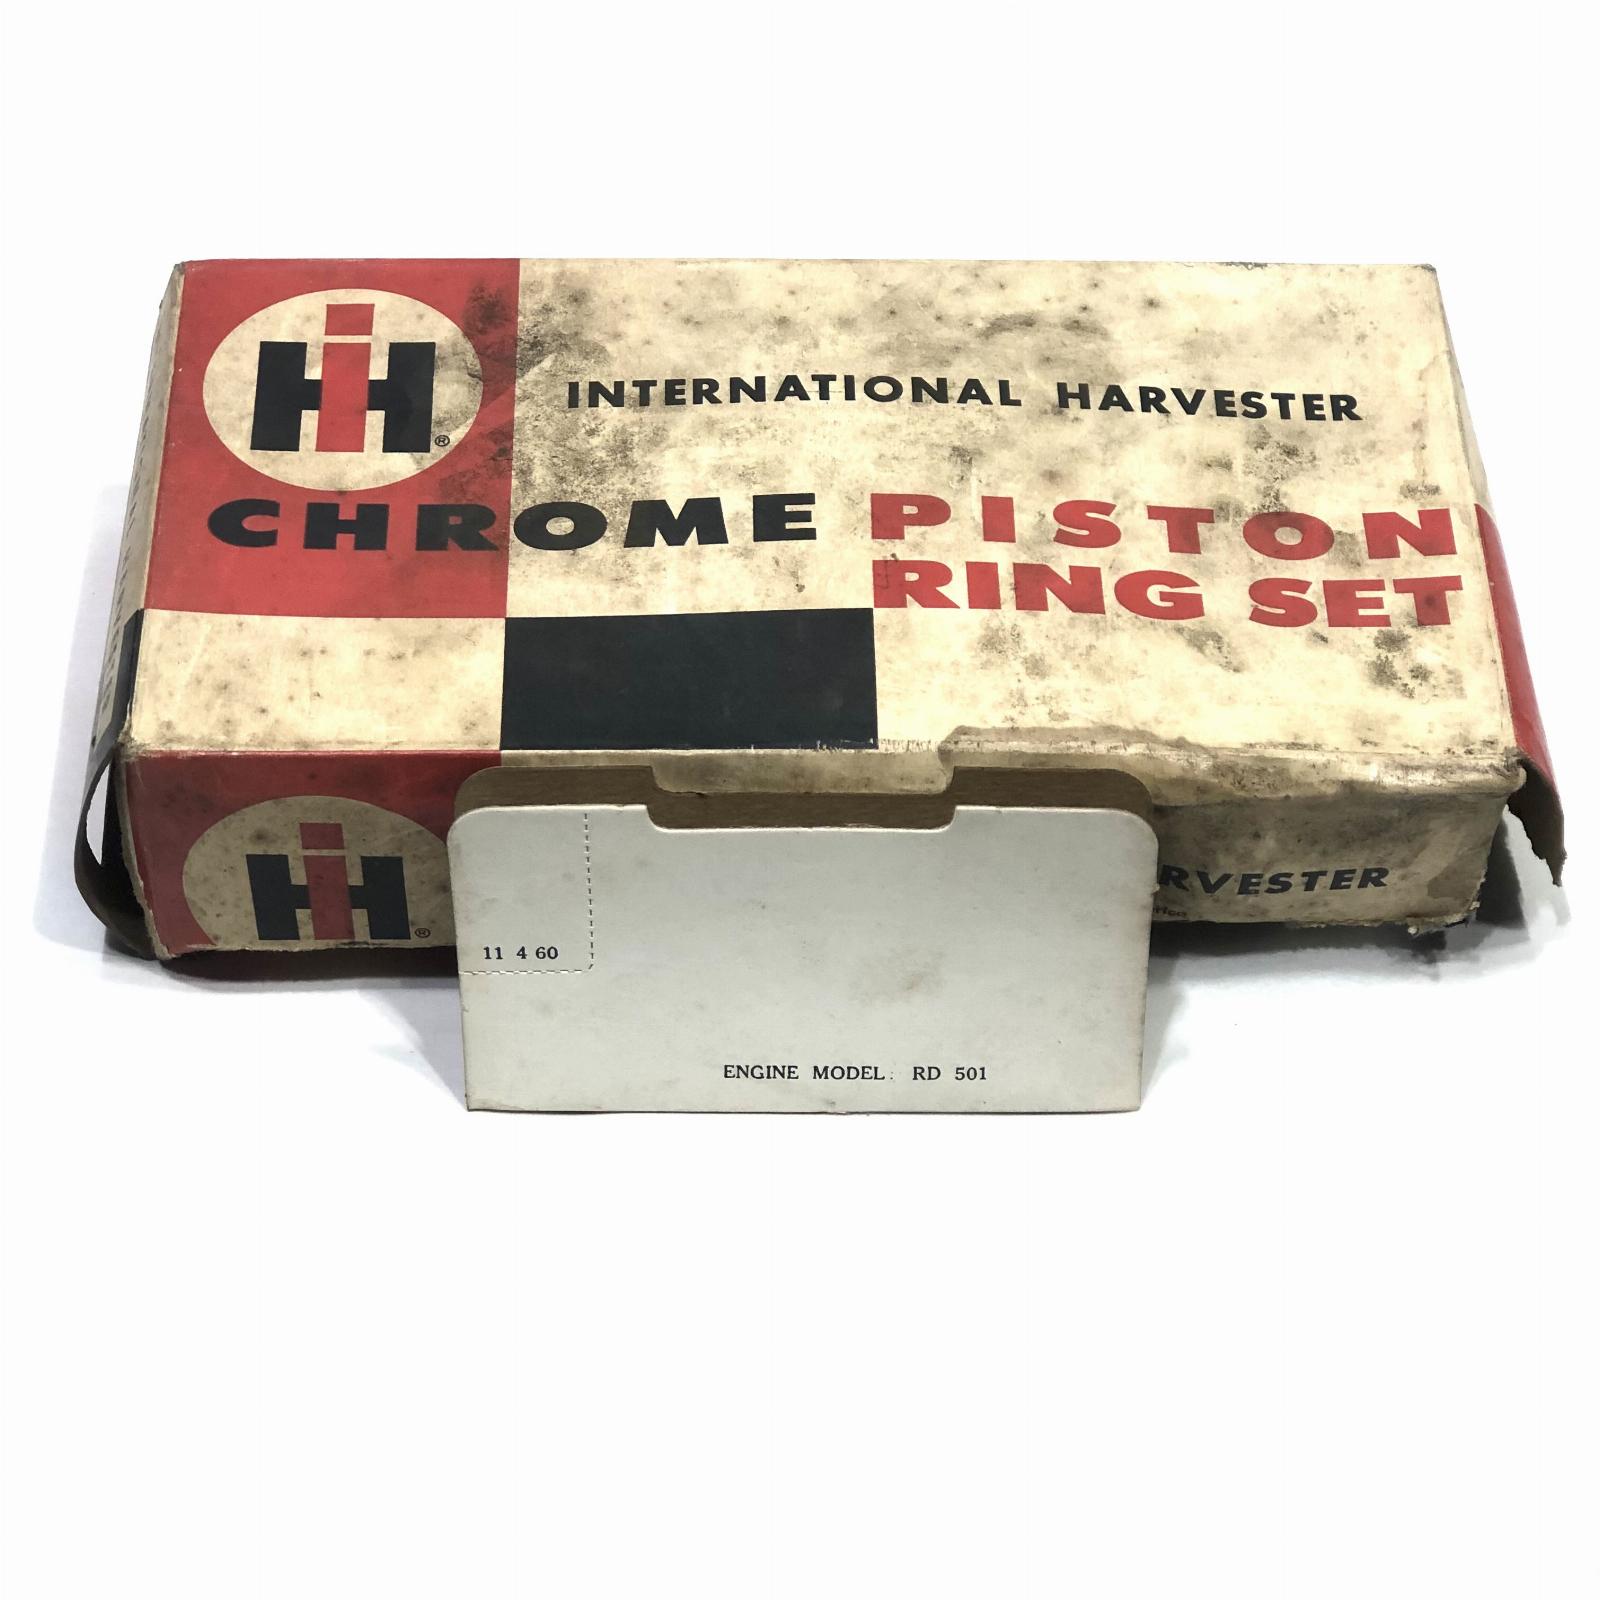 IH®
INTERNATIONAL HARVESTER
CHROME PISTON
RING SET
IH®
RVESTER
11 4 60
ENGINE MODEL: RD 501